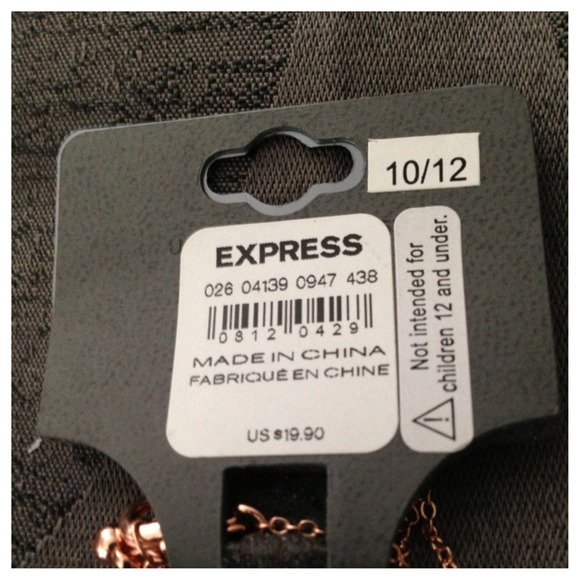 10/12
EXPRESS
026 04139 0947 438
0812 0429
MADE IN CHINA
FABRIQUÉ EN CHINE
US $19.90
Not intended for
children 12 and under.